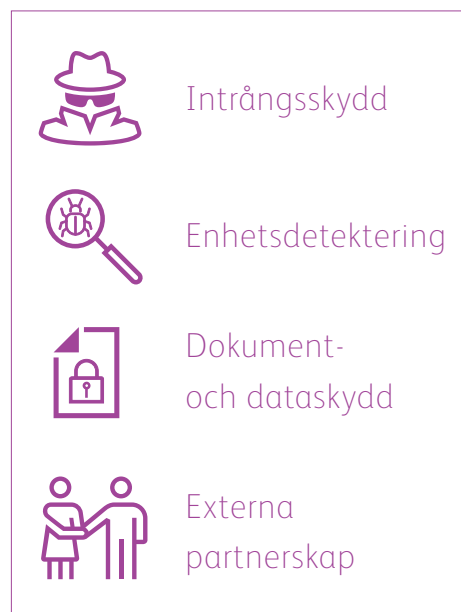 Intrångsskydd
Enhetsdetektering
Dokument-
och dataskydd
Externa
partnerskap